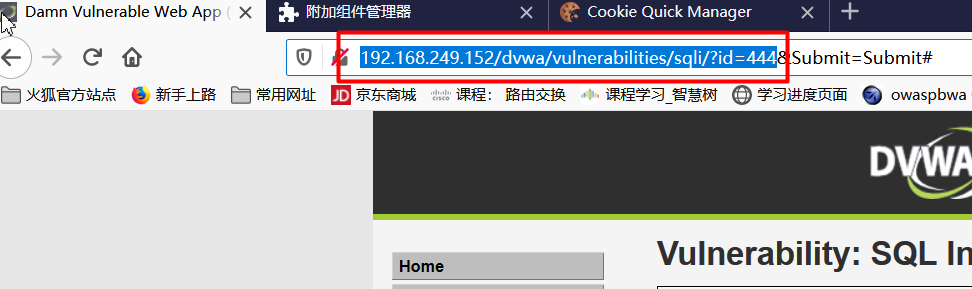 Damn Vulnerable Web App (
附加组件管理器
Cookie Quick Manager
192.168.249.152/dvwa/vulnerabilities/sqli/?id=444&Submit=Submit#
火狐官方站点 新手上路 常用网址 JD 京东商城 cisco 课程： 路由交换 课程学习_智慧树 学习进度页面 owaspbwa
DVWA
Home
Vulnerability: SQL In